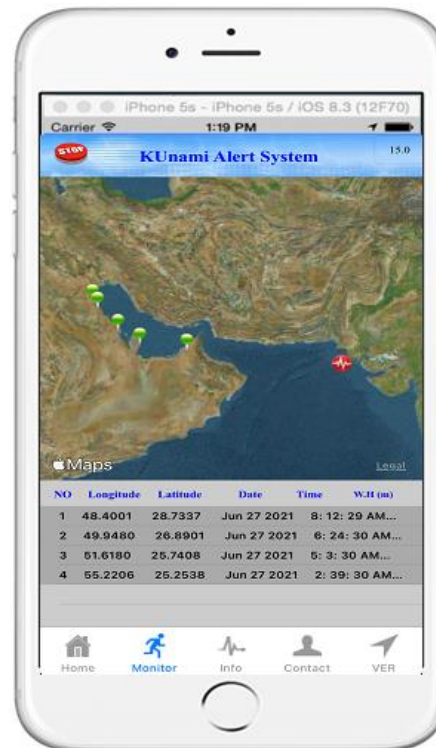 iPhone 5s - iPhone 5s / iOS 8.3 (12F70)
Carrier 1:19 PM
STOP KUnami Alert System 15.0
Maps Legal
NO Longitude Latitude Date Time W.H (m)
1 48.4001 28.7337 Jun 27 2021 8: 12: 29 AM...
2 49.9480 26.8901 Jun 27 2021 6: 24: 30 AM...
3 51.6180 25.7408 Jun 27 2021 5: 3: 30 AM...
4 55.2206 25.2538 Jun 27 2021 2: 39: 30 AM...
Home Monitor Info Contact VER